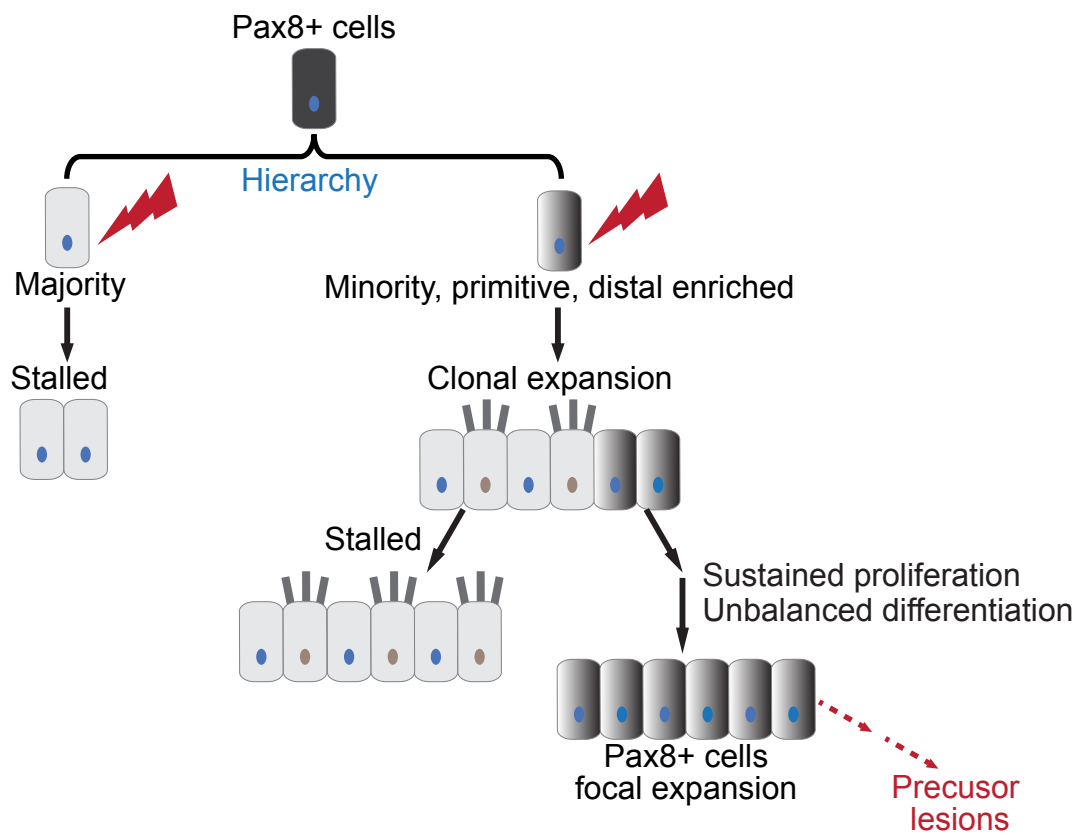 Pax8+ cells
Hierarchy
Majority
Minority, primitive, distal enriched
Stalled
Clonal expansion
Stalled
Sustained proliferation
Unbalanced differentiation
Pax8+ cells
focal expansion
Precusor
lesions